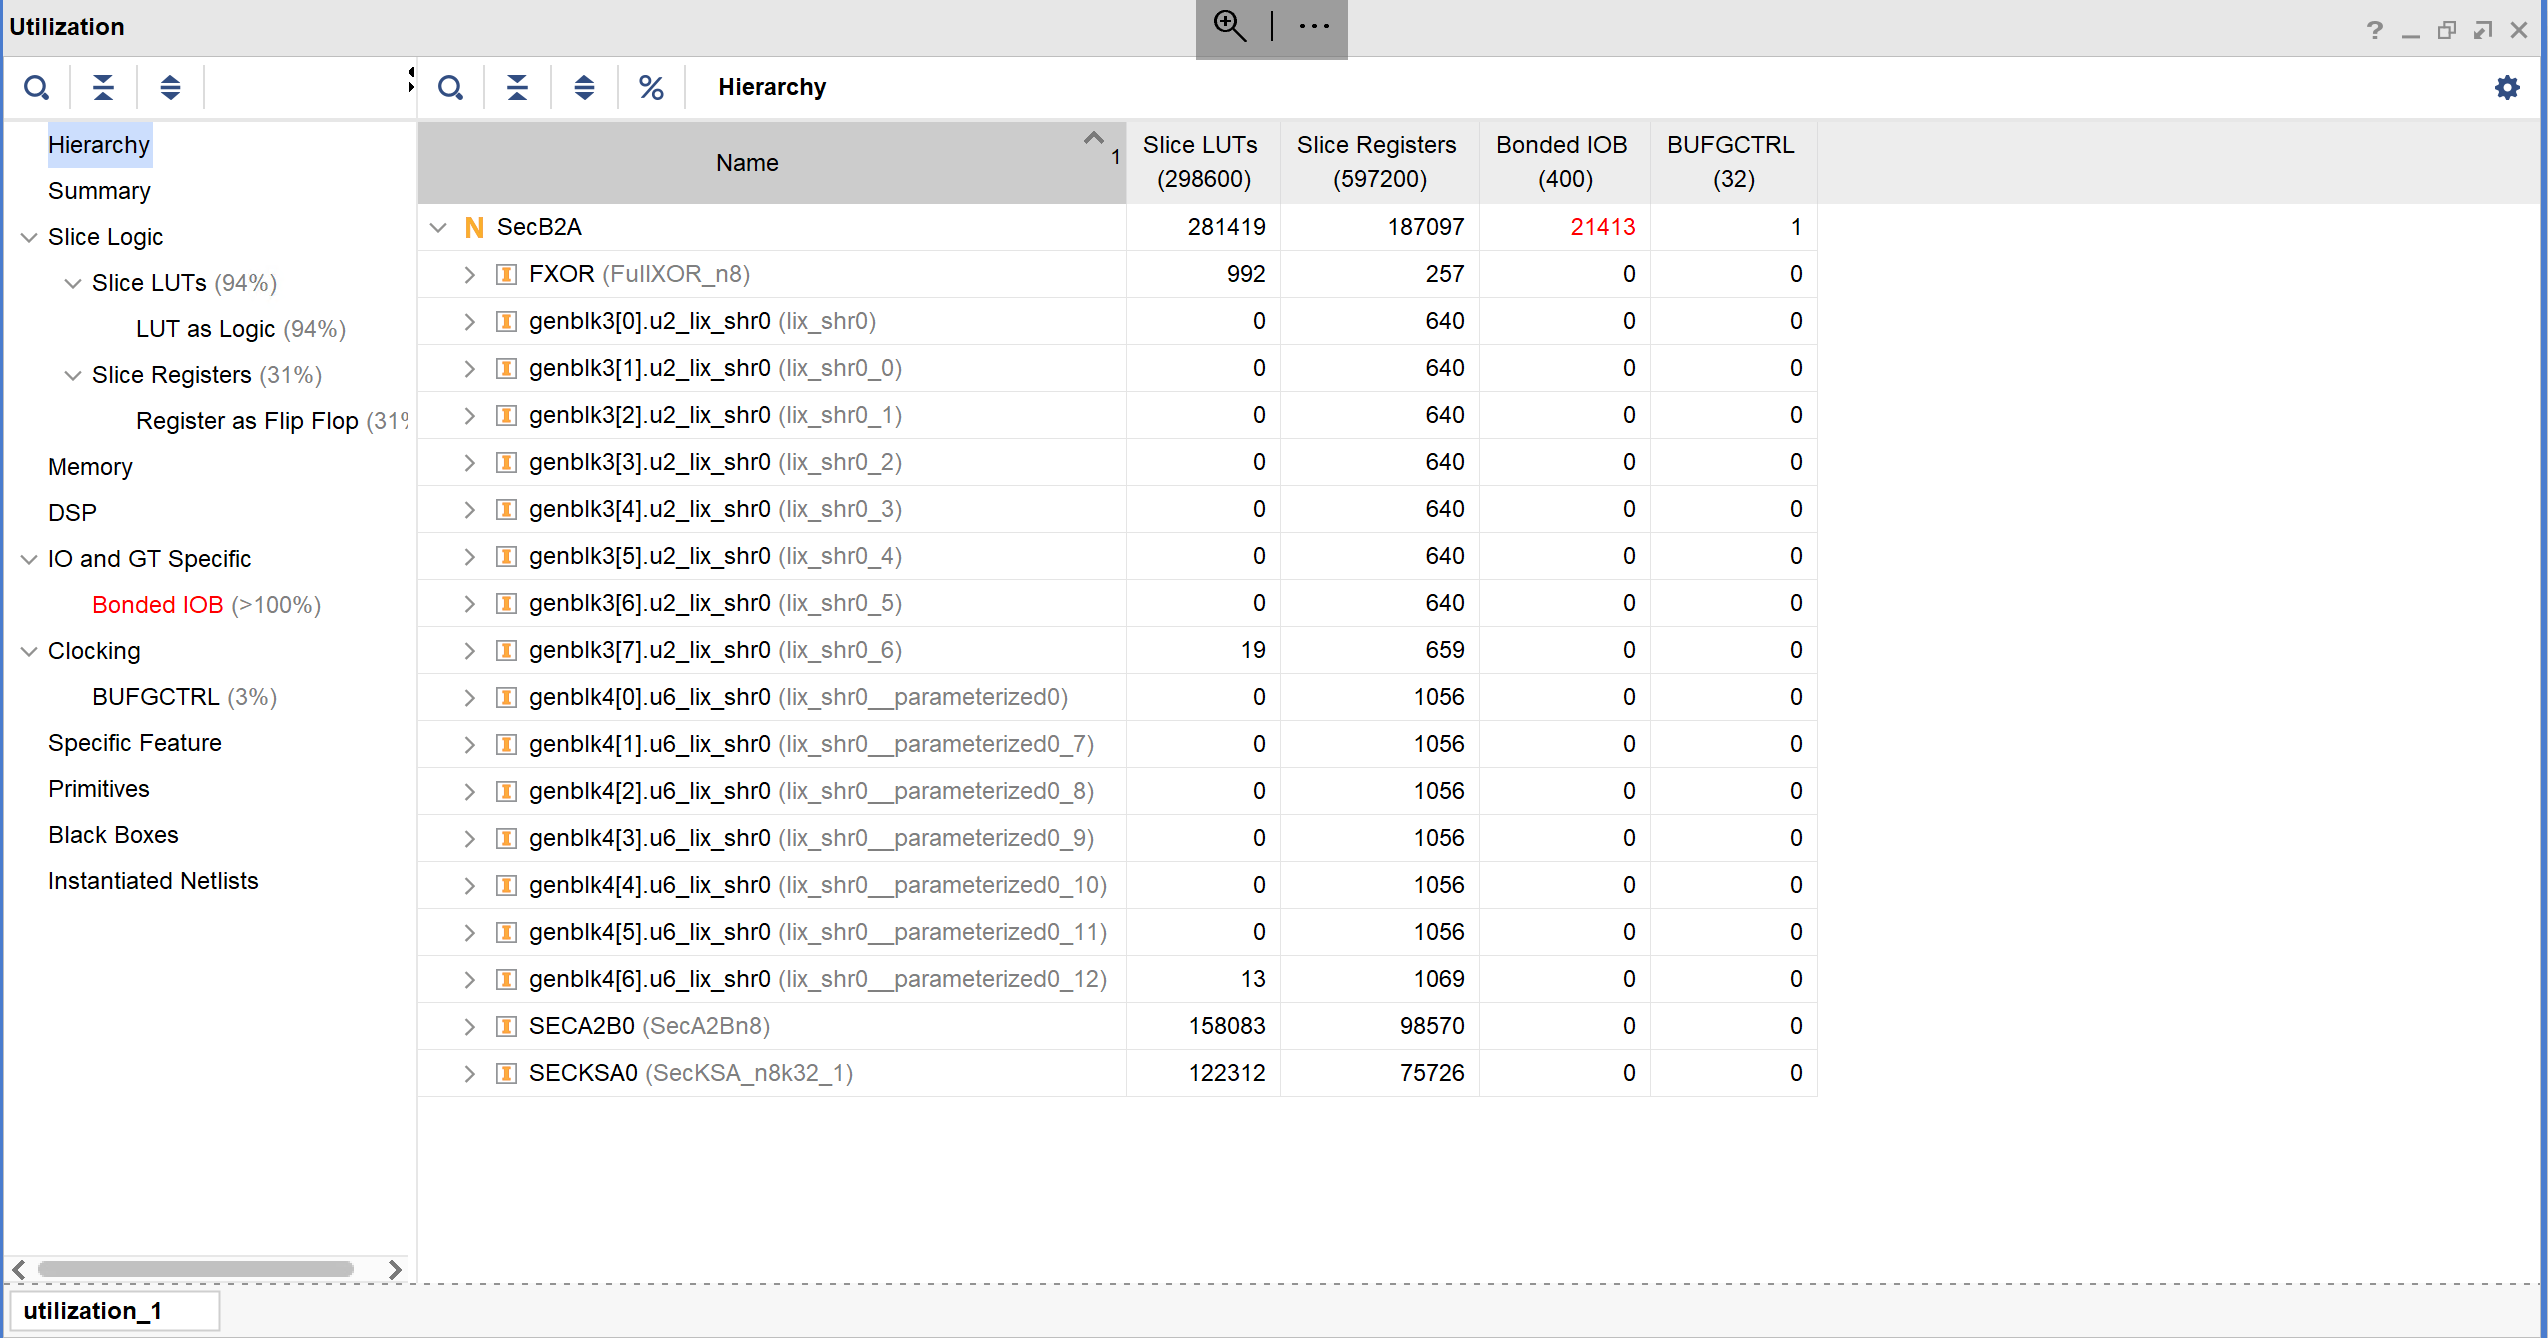 Utilization
Hierarchy
Hierarchy
Summary
Slice Logic
Slice LUTs (94%)
LUT as Logic (94%)
Slice Registers (31%)
Register as Flip Flop (31%
Memory
DSP
IO and GT Specific
Bonded IOB (>100%)
Clocking
BUFGCTRL (3%)
Specific Feature
Primitives
Black Boxes
Instantiated Netlists
Name 1 Slice LUTs (298600) Slice Registers (597200) Bonded IOB (400) BUFGCTRL (32)
N SecB2A 281419 187097 21413 1
FXOR (FullXOR_n8) 992 257 0 0
genblk3[0].u2_lix_shr0 (lix_shr0) 0 640 0 0
genblk3[1].u2_lix_shr0 (lix_shr0_0) 0 640 0 0
genblk3[2].u2_lix_shr0 (lix_shr0_1) 0 640 0 0
genblk3[3].u2_lix_shr0 (lix_shr0_2) 0 640 0 0
genblk3[4].u2_lix_shr0 (lix_shr0_3) 0 640 0 0
genblk3[5].u2_lix_shr0 (lix_shr0_4) 0 640 0 0
genblk3[6].u2_lix_shr0 (lix_shr0_5) 0 640 0 0
genblk3[7].u2_lix_shr0 (lix_shr0_6) 19 659 0 0
genblk4[0].u6_lix_shr0 (lix_shr0__parameterized0) 0 1056 0 0
genblk4[1].u6_lix_shr0 (lix_shr0__parameterized0_7) 0 1056 0 0
genblk4[2].u6_lix_shr0 (lix_shr0__parameterized0_8) 0 1056 0 0
genblk4[3].u6_lix_shr0 (lix_shr0__parameterized0_9) 0 1056 0 0
genblk4[4].u6_lix_shr0 (lix_shr0__parameterized0_10) 0 1056 0 0
genblk4[5].u6_lix_shr0 (lix_shr0__parameterized0_11) 0 1056 0 0
genblk4[6].u6_lix_shr0 (lix_shr0__parameterized0_12) 13 1069 0 0
SECA2B0 (SecA2Bn8) 158083 98570 0 0
SECKSA0 (SecKSA_n8k32_1) 122312 75726 0 0
utilization_1